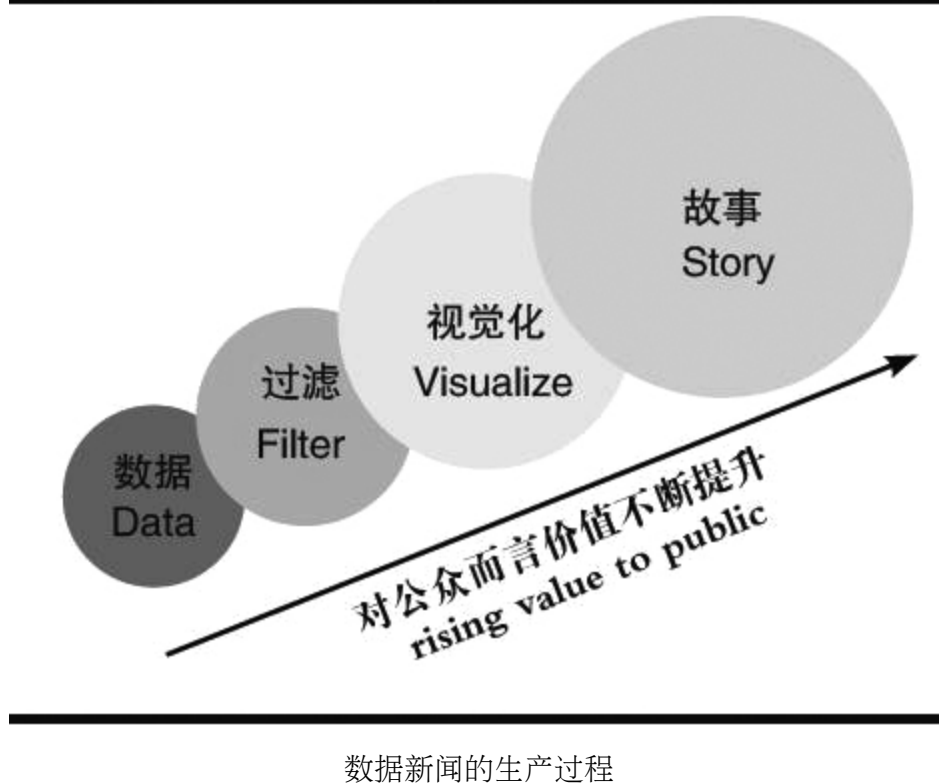 数据
Data
过滤
Filter
视觉化
Visualize
故事
Story
对公众而言价值不断提升
rising value to public
数据新闻的生产过程